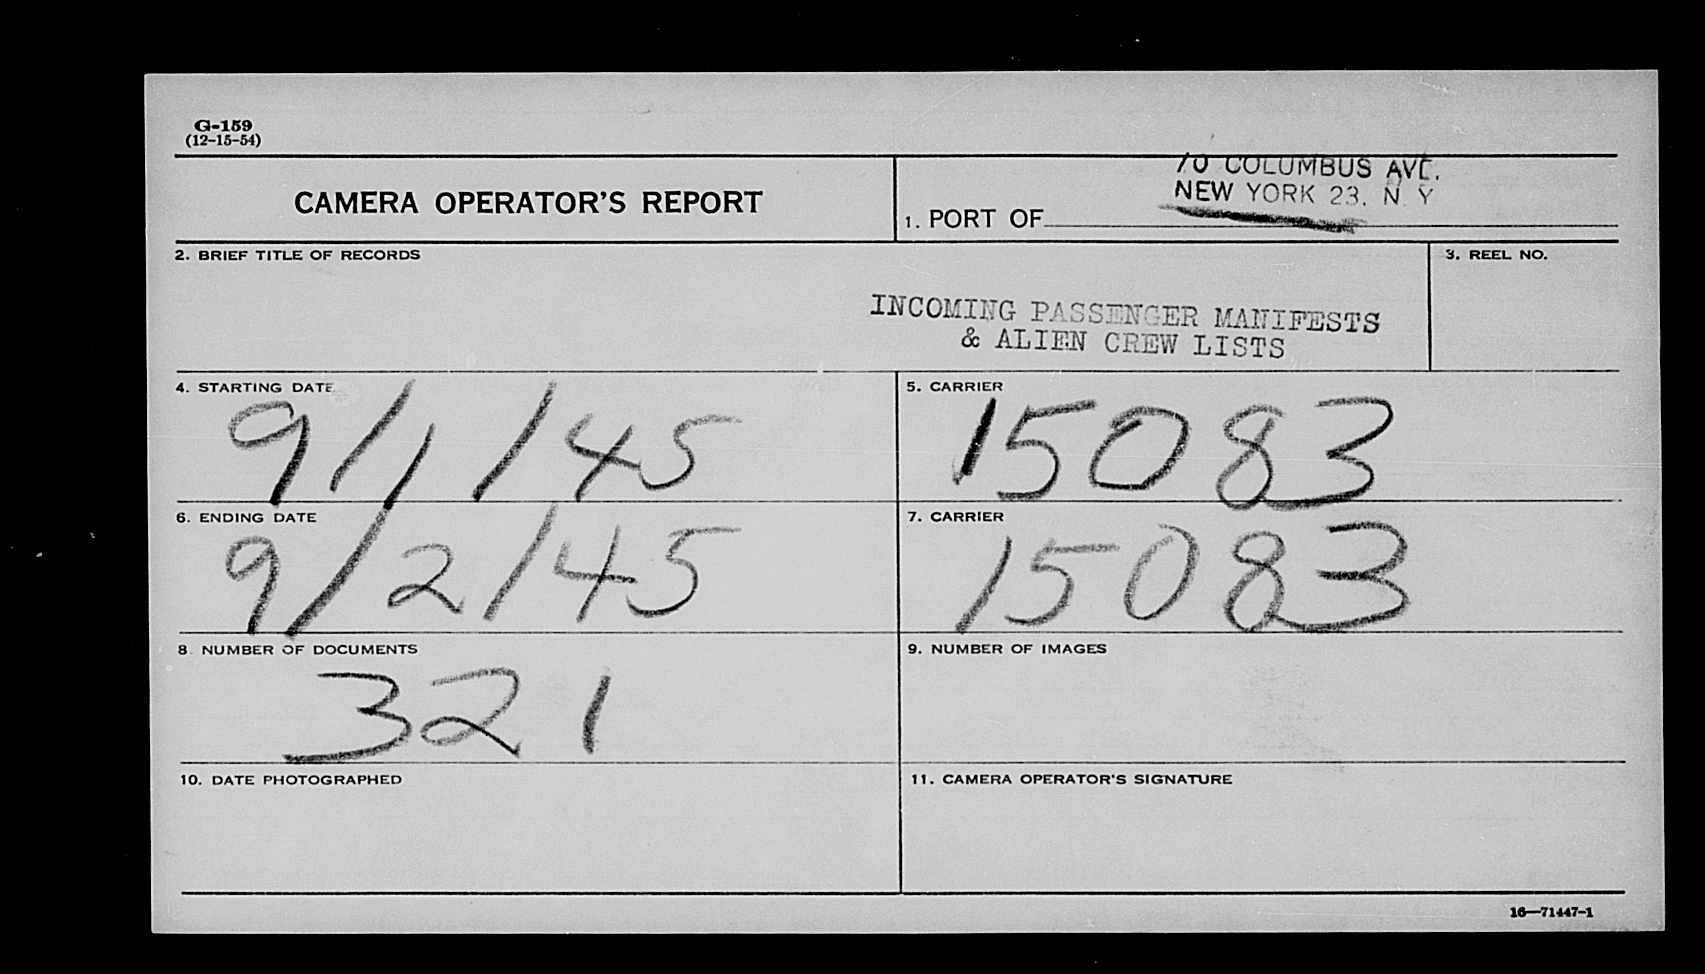 G-159
(12-15-54)
CAMERA OPERATOR'S REPORT
70 COLUMBUS AVE.
NEW YORK 23, N. Y
1. PORT OF
2. BRIEF TITLE OF RECORDS
3. REEL NO.
INCOMING PASSENGER MANIFESTS
& ALIEN CREW LISTS
4. STARTING DATE
9/1/45
5. CARRIER
15083
6. ENDING DATE
9/2/45
7. CARRIER
15083
8. NUMBER OF DOCUMENTS
321
9. NUMBER OF IMAGES
10. DATE PHOTOGRAPHED
11. CAMERA OPERATOR'S SIGNATURE
16—71447-1